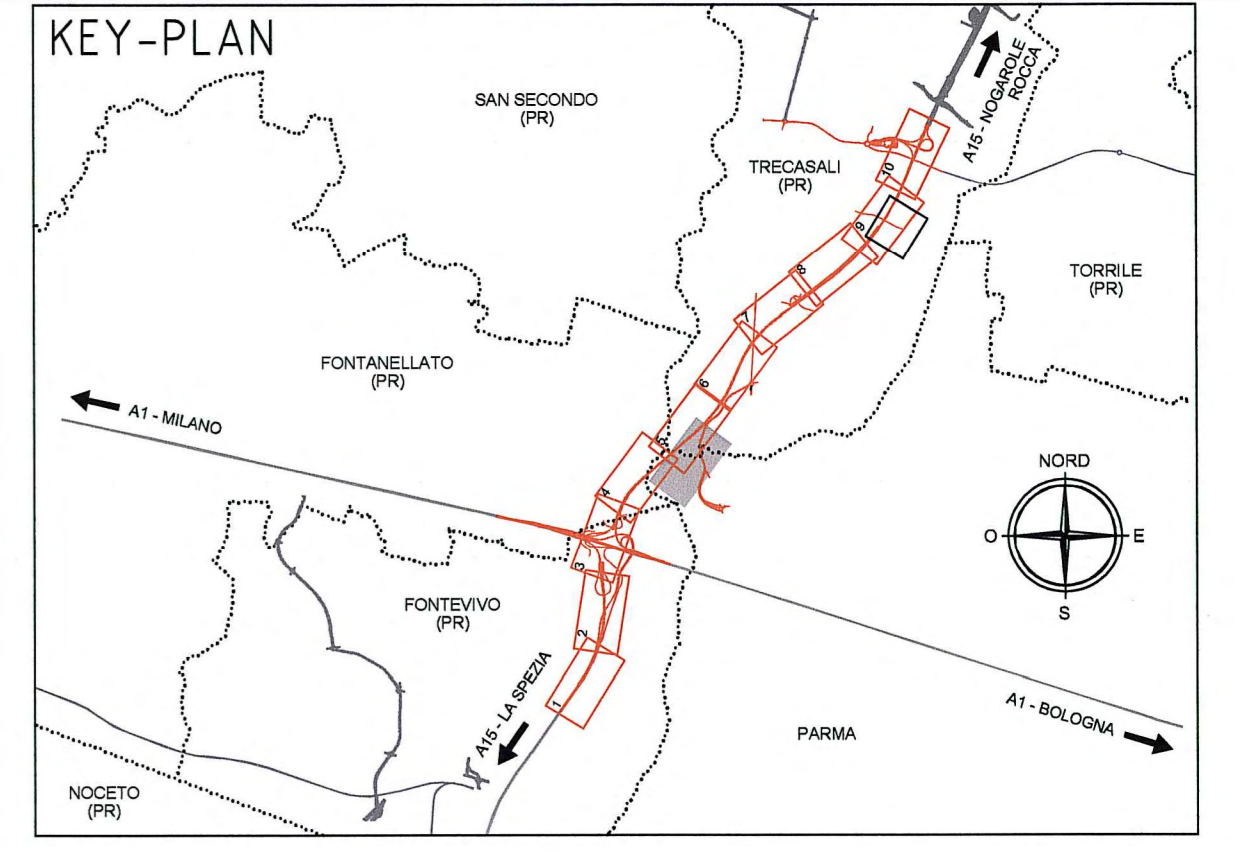 KEY-PLAN
SAN SECONDO
(PR)
A15 - NOGAROLE
ROCCA
TRECASALI
(PR)
10
9
TORRILE
(PR)
8
7
FONTANELLATO
(PR)
6
A1 - MILANO
5
NORD
4
O
E
S
3
FONTEVIVO
(PR)
2
1
A15 - LA SPEZIA
A1 - BOLOGNA
PARMA
NOCETO
(PR)